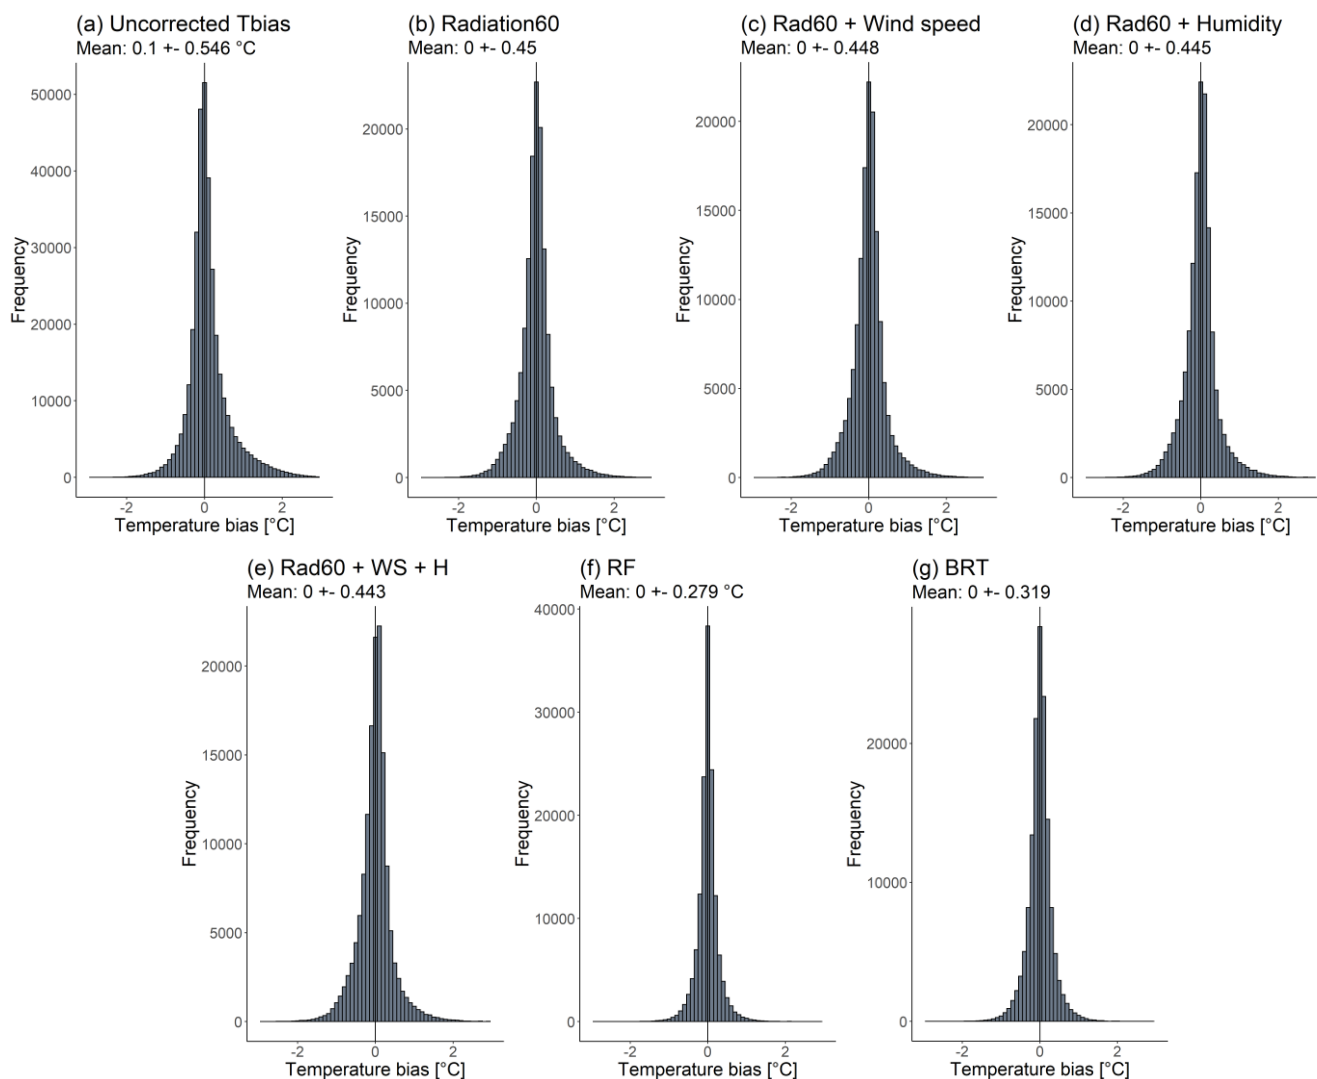 (a) Uncorrected Tbias
Mean: 0.1 +- 0.546 °C
50000
40000
30000
20000
10000
0
Frequency
-2 0 2
Temperature bias [°C]
(b) Radiation60
Mean: 0 +- 0.45
20000
15000
10000
5000
0
Frequency
-2 0 2
Temperature bias [°C]
(c) Rad60 + Wind speed
Mean: 0 +- 0.448
20000
15000
10000
5000
0
Frequency
-2 0 2
Temperature bias [°C]
(d) Rad60 + Humidity
Mean: 0 +- 0.445
20000
15000
10000
5000
0
Frequency
-2 0 2
Temperature bias [°C]
(e) Rad60 + WS + H
Mean: 0 +- 0.443
20000
15000
10000
5000
0
Frequency
-2 0 2
Temperature bias [°C]
(f) RF
Mean: 0 +- 0.279 °C
40000
30000
20000
10000
0
Frequency
-2 0 2
Temperature bias [°C]
(g) BRT
Mean: 0 +- 0.319
20000
10000
0
Frequency
-2 0 2
Temperature bias [°C]